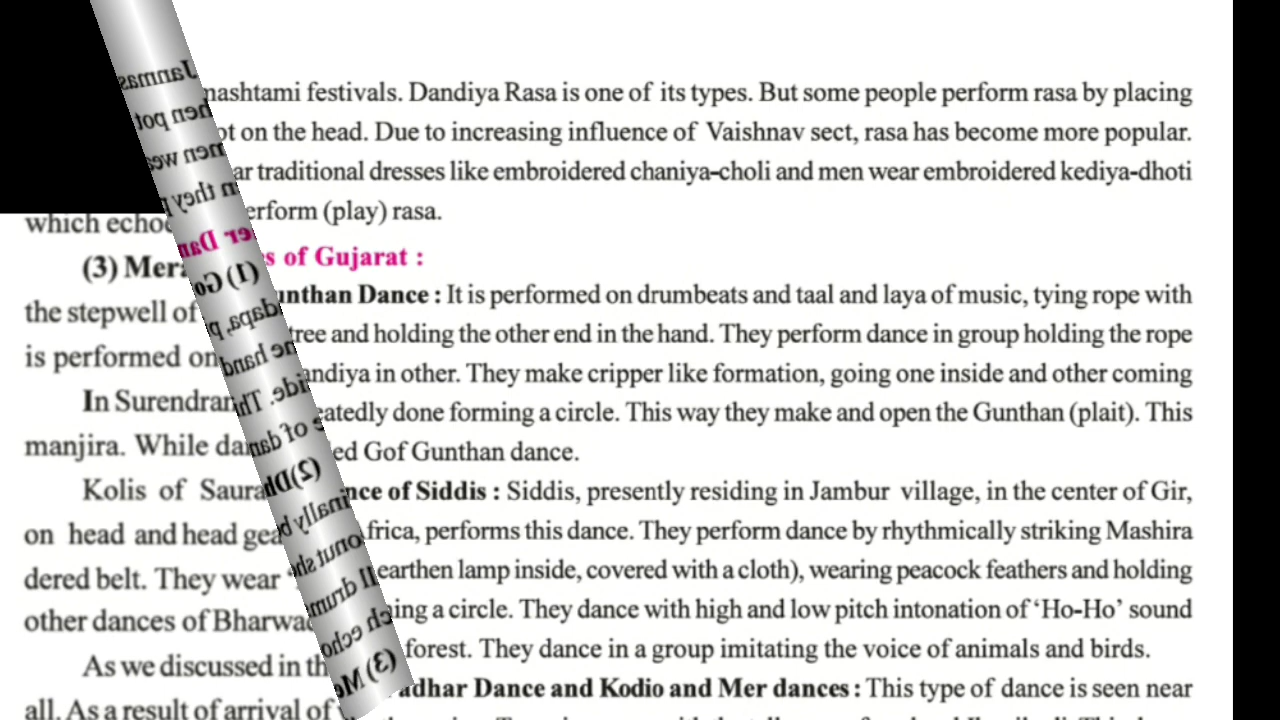 nashtami festivals. Dandiya Rasa is one of its types. But some people perform rasa by placing
ot on the head. Due to increasing influence of Vaishnav sect, rasa has become more popular.
ar traditional dresses like embroidered chaniya-choli and men wear embroidered kediya-dhoti
erform (play) rasa.
s of Gujarat :
unthan Dance : It is performed on drumbeats and taal and laya of music, tying rope with
tree and holding the other end in the hand. They perform dance in group holding the rope
andiya in other. They make cripper like formation, going one inside and other coming
eatedly done forming a circle. This way they make and open the Gunthan (plait). This
ed Gof Gunthan dance.
nce of Siddis : Siddis, presently residing in Jambur village, in the center of Gir,
frica, performs this dance. They perform dance by rhythmically striking Mashira
earthen lamp inside, covered with a cloth), wearing peacock feathers and holding
ing a circle. They dance with high and low pitch intonation of ‘Ho-Ho’ sound
forest. They dance in a group imitating the voice of animals and birds.
adhar Dance and Kodio and Mer dances : This type of dance is seen near
which echo
(3) Mera
the stepwell of
is performed on
In Surendra
manjira. While da
Kolis of Saura
on head and head gea
dered belt. They wear
other dances of Bharwa
As we discussed in th
all. As a result of arrival of